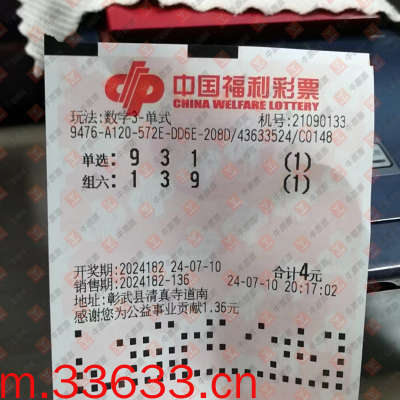 中国福利彩票
CHINA WELFARE LOTTERY
玩法:数字3-单式 机号:21090133
9476-A120-572E-DD6E-208D/43633524/C0148
单选: 9 3 1 (1)
组六: 1 3 9 (1)
开奖期:2024182 24-07-10 合计4元
销售期:2024182-136 24-07-10 20:17:02
地址:彰武县清真寺道南
感谢您为公益事业贡献1.36元
m.33633.cn